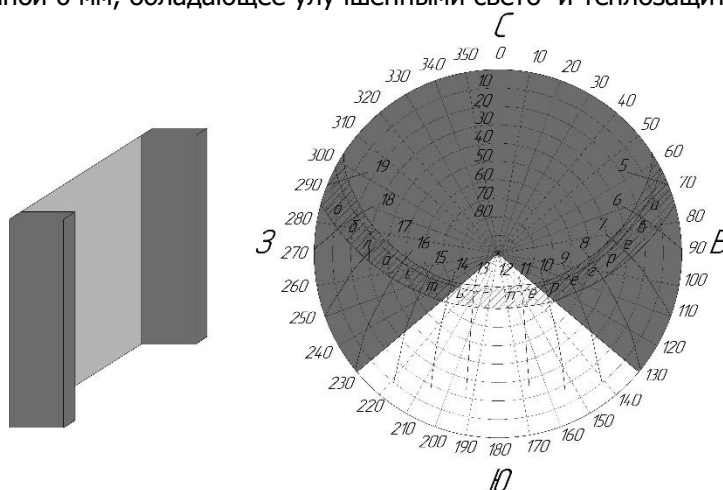 ной 6 мм, обладающее улучшенными свето- и теплозащит
С
340 350 0 10 20
330 10 30
320 20 40
310 30 50
300 19 40 5 60
290 50 70
280 18 60 6 80
270 17 70 7 90
З 16 80 8 В
260 15 14 13 12 11 10 9 100
о б л а т ь п е р е г р е в а
250 110
240 120
230 130
220 140
210 200 190 180 170 160 150
Ю